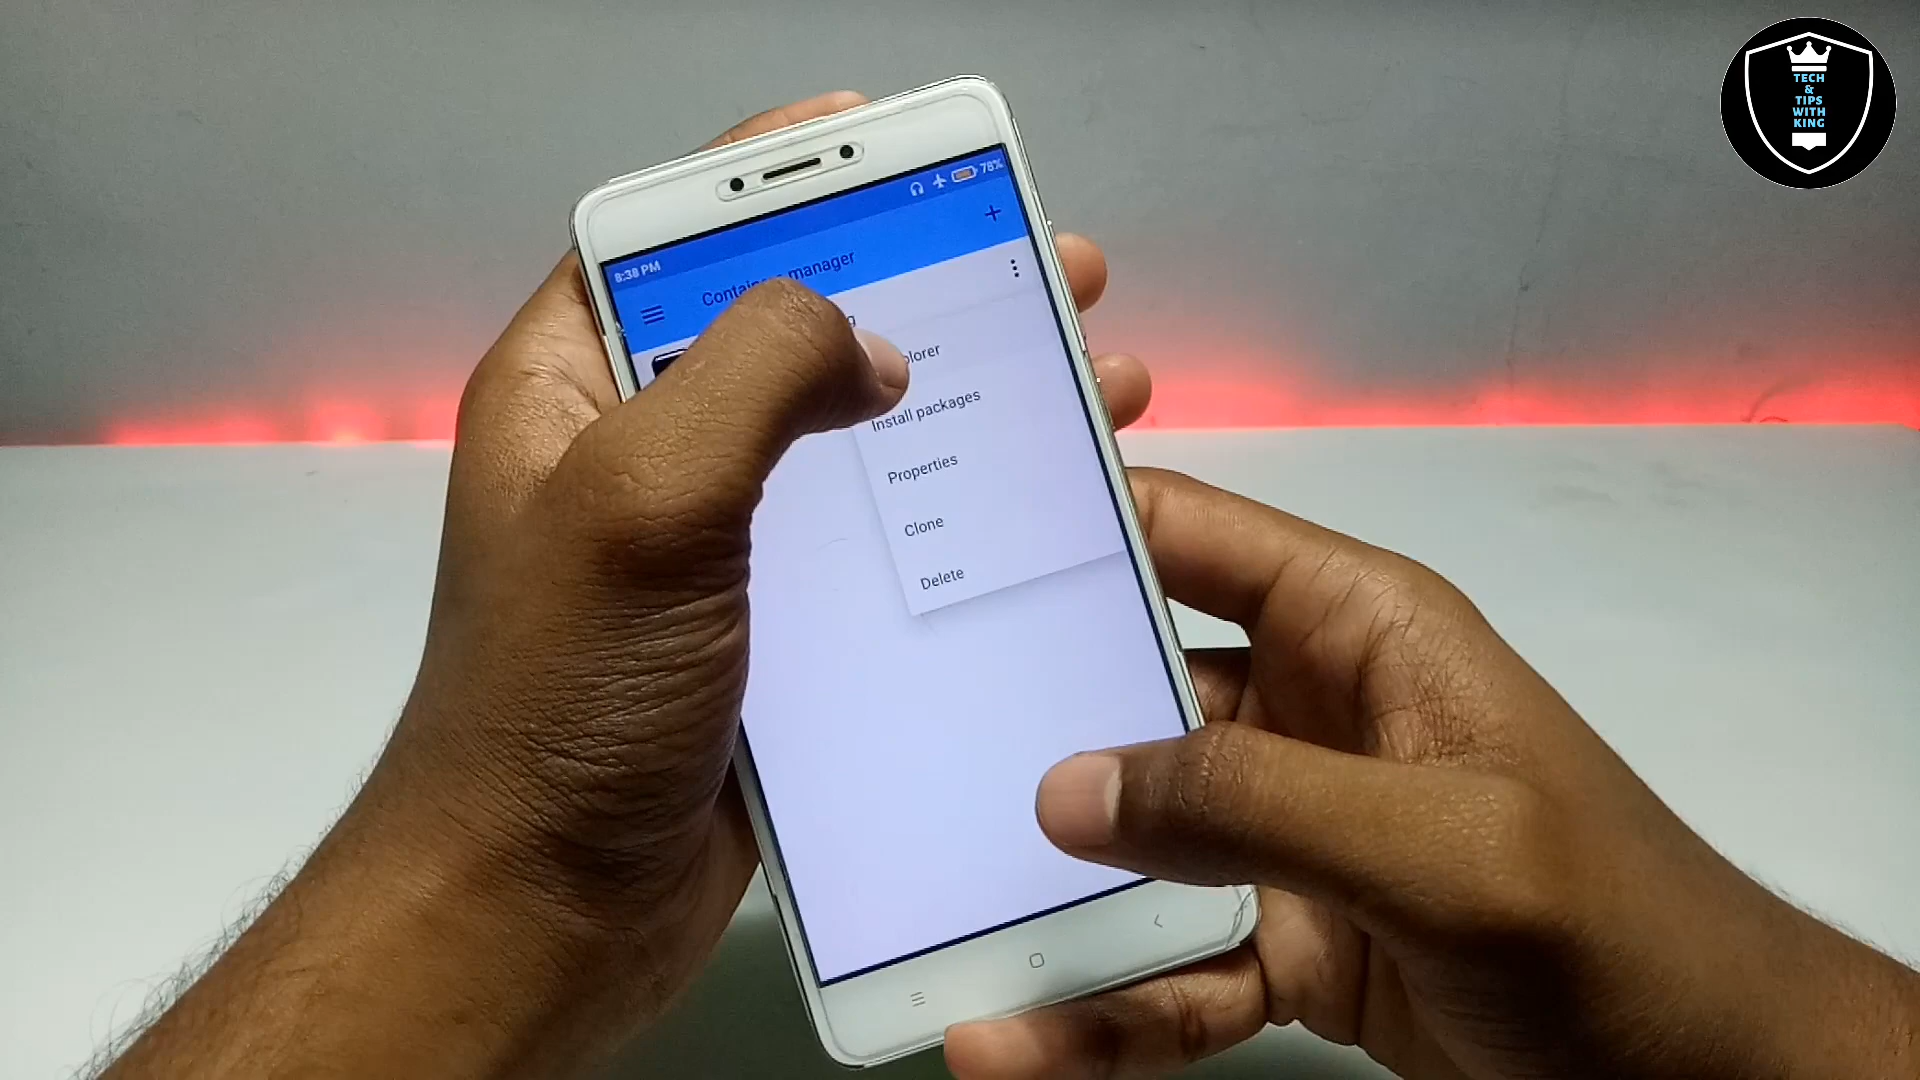 TECH
&
TIPS
WITH
KING
78%
8:38 PM
manager
Install packages
Properties
Clone
Delete